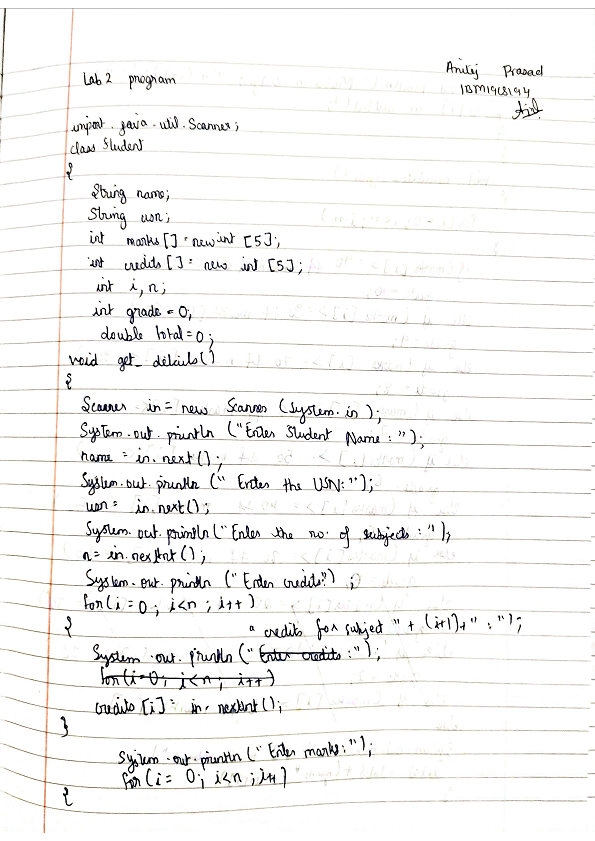 Anitej Prasad
Lab 2 program
1BM19CS194
import java.util.Scanner;
class Student
{
String name;
String usn;
int marks[] = new int [5];
int credits[] = new int [5];
int i, n;
int grade = 0;
double total = 0;
void get_details()
{
Scanner in = new Scanner (System.in);
System.out.println ("Enter Student Name : ");
name = in.next();
System.out.println (" Enter the USN: ");
usn = in.next();
System.out.println (" Enter the no. of subjects : ");
n = in.nextInt();
System.out.println ("Enter credits:") ;
for(i = 0 ; i<n ; i++)
{
" credits for subject " + (i+1) + " : ");
System.out.println (" Enter credits : ");
for(i=0; i<n ; i++)
credits [i] = in.nextInt();
}
System.out.println (" Enter marks: ");
for (i = 0; i<n ; i++)
{